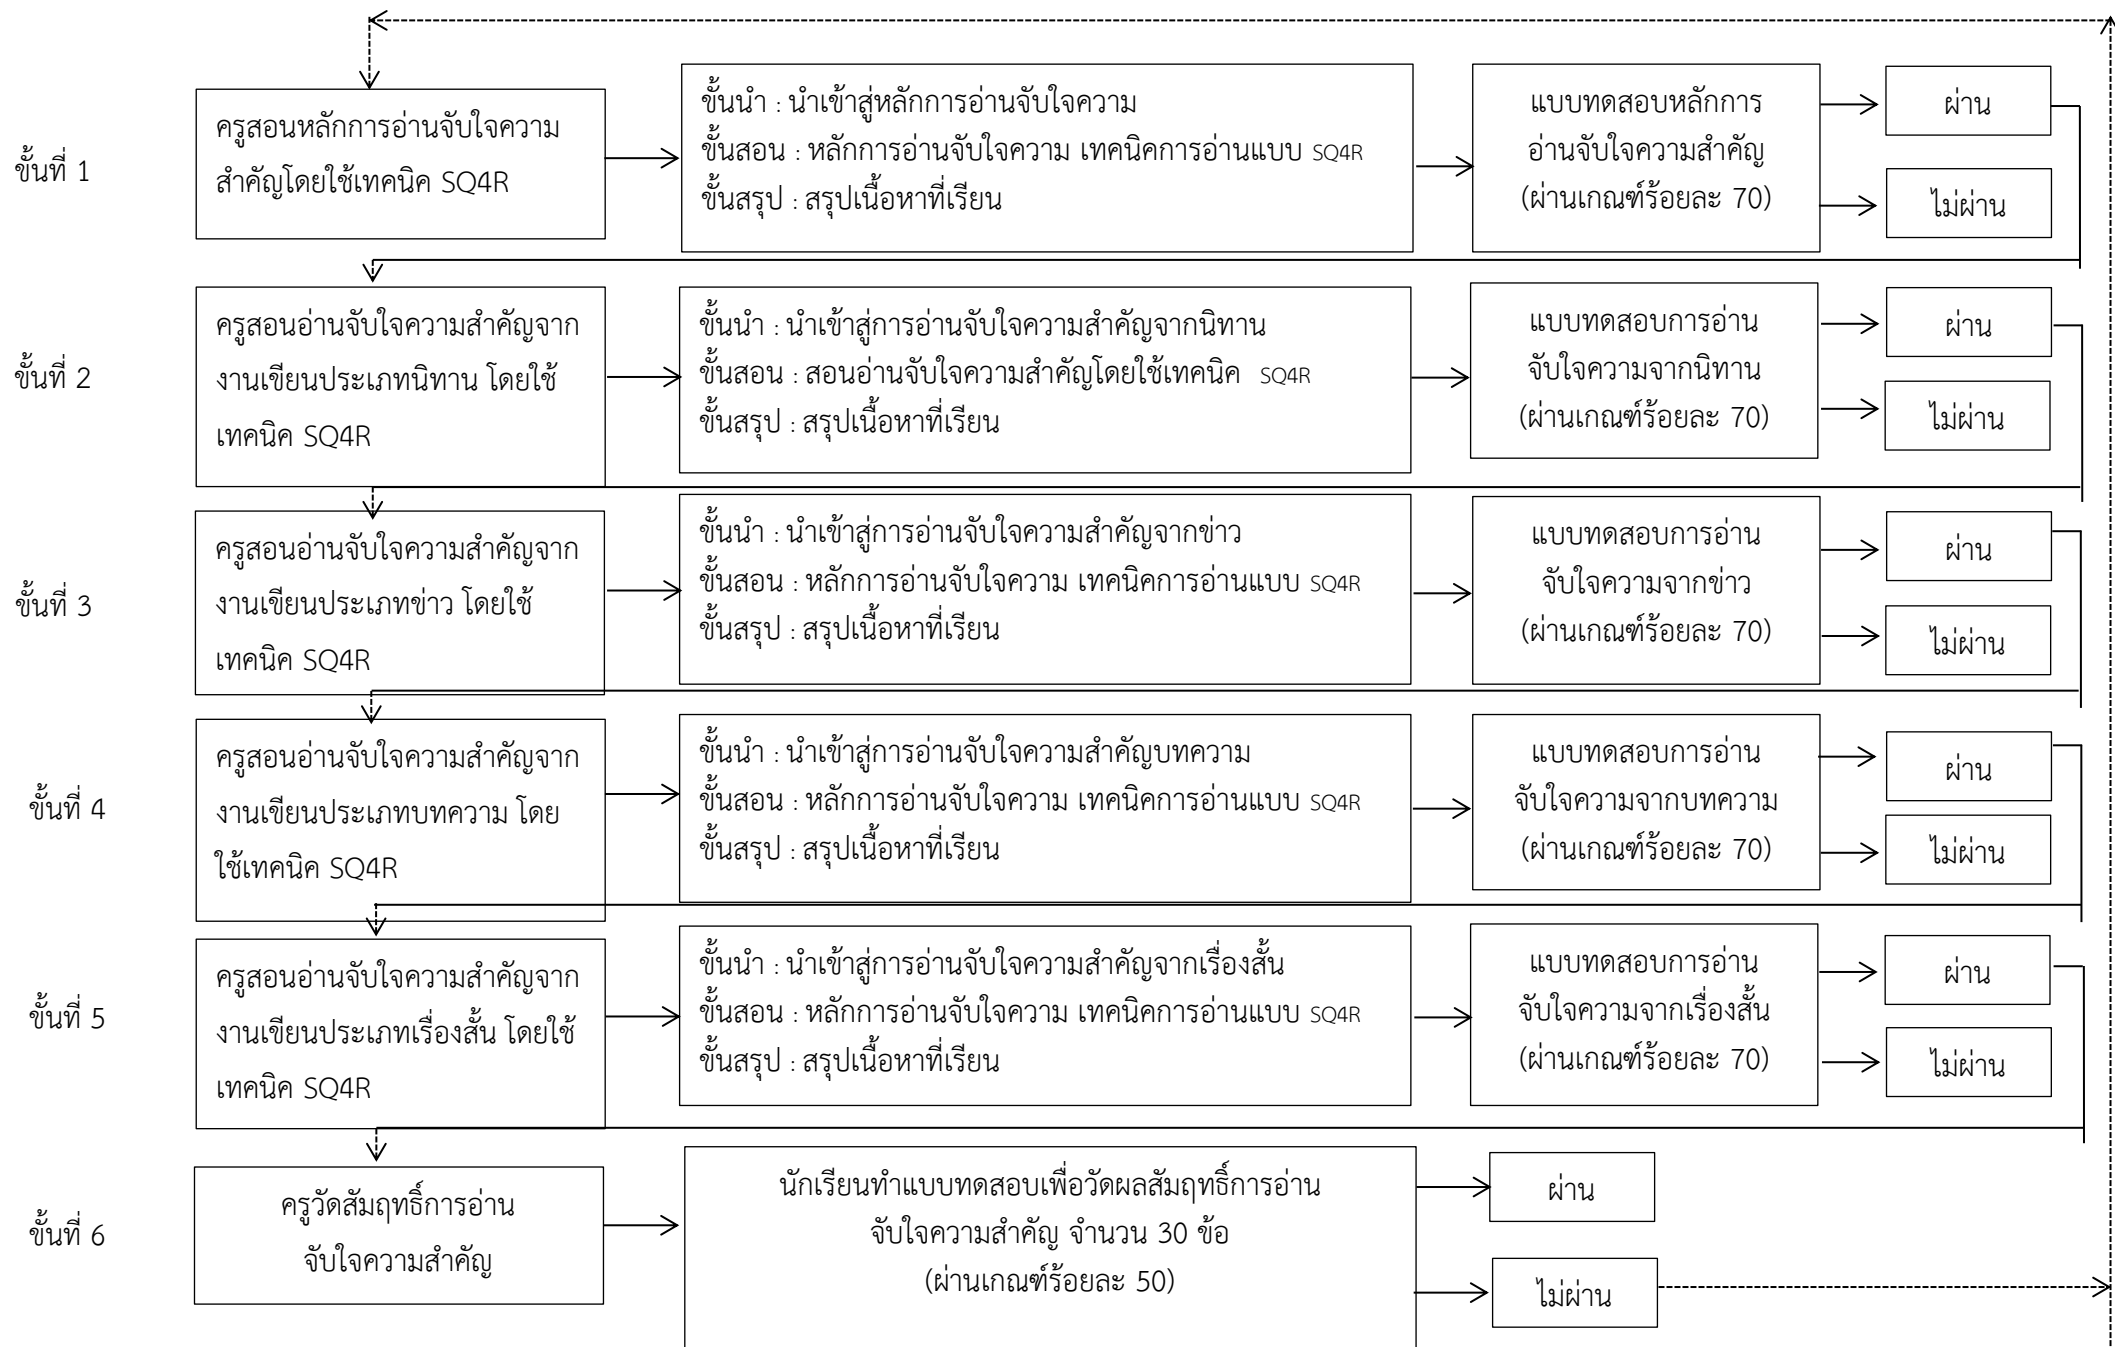 ขั้นที่ 1
ครูสอนหลักการอ่านจับใจความ
สำคัญโดยใช้เทคนิค SQ4R
ขั้นนำ : นำเข้าสู่หลักการอ่านจับใจความ
ขั้นสอน : หลักการอ่านจับใจความ เทคนิคการอ่านแบบ SQ4R
ขั้นสรุป : สรุปเนื้อหาที่เรียน
แบบทดสอบหลักการ
อ่านจับใจความสำคัญ
(ผ่านเกณฑ์ร้อยละ 70)
ผ่าน
ไม่ผ่าน
ขั้นที่ 2
ครูสอนอ่านจับใจความสำคัญจาก
งานเขียนประเภทนิทาน โดยใช้
เทคนิค SQ4R
ขั้นนำ : นำเข้าสู่การอ่านจับใจความสำคัญจากนิทาน
ขั้นสอน : สอนอ่านจับใจความสำคัญโดยใช้เทคนิค SQ4R
ขั้นสรุป : สรุปเนื้อหาที่เรียน
แบบทดสอบการอ่าน
จับใจความจากนิทาน
(ผ่านเกณฑ์ร้อยละ 70)
ผ่าน
ไม่ผ่าน
ขั้นที่ 3
ครูสอนอ่านจับใจความสำคัญจาก
งานเขียนประเภทข่าว โดยใช้
เทคนิค SQ4R
ขั้นนำ : นำเข้าสู่การอ่านจับใจความสำคัญจากข่าว
ขั้นสอน : หลักการอ่านจับใจความ เทคนิคการอ่านแบบ SQ4R
ขั้นสรุป : สรุปเนื้อหาที่เรียน
แบบทดสอบการอ่าน
จับใจความจากข่าว
(ผ่านเกณฑ์ร้อยละ 70)
ผ่าน
ไม่ผ่าน
ขั้นที่ 4
ครูสอนอ่านจับใจความสำคัญจาก
งานเขียนประเภทบทความ โดย
ใช้เทคนิค SQ4R
ขั้นนำ : นำเข้าสู่การอ่านจับใจความสำคัญบทความ
ขั้นสอน : หลักการอ่านจับใจความ เทคนิคการอ่านแบบ SQ4R
ขั้นสรุป : สรุปเนื้อหาที่เรียน
แบบทดสอบการอ่าน
จับใจความจากบทความ
(ผ่านเกณฑ์ร้อยละ 70)
ผ่าน
ไม่ผ่าน
ขั้นที่ 5
ครูสอนอ่านจับใจความสำคัญจาก
งานเขียนประเภทเรื่องสั้น โดยใช้
เทคนิค SQ4R
ขั้นนำ : นำเข้าสู่การอ่านจับใจความสำคัญจากเรื่องสั้น
ขั้นสอน : หลักการอ่านจับใจความ เทคนิคการอ่านแบบ SQ4R
ขั้นสรุป : สรุปเนื้อหาที่เรียน
แบบทดสอบการอ่าน
จับใจความจากเรื่องสั้น
(ผ่านเกณฑ์ร้อยละ 70)
ผ่าน
ไม่ผ่าน
ขั้นที่ 6
ครูวัดสัมฤทธิ์การอ่าน
จับใจความสำคัญ
นักเรียนทำแบบทดสอบเพื่อวัดผลสัมฤทธิ์การอ่าน
จับใจความสำคัญ จำนวน 30 ข้อ
(ผ่านเกณฑ์ร้อยละ 50)
ผ่าน
ไม่ผ่าน